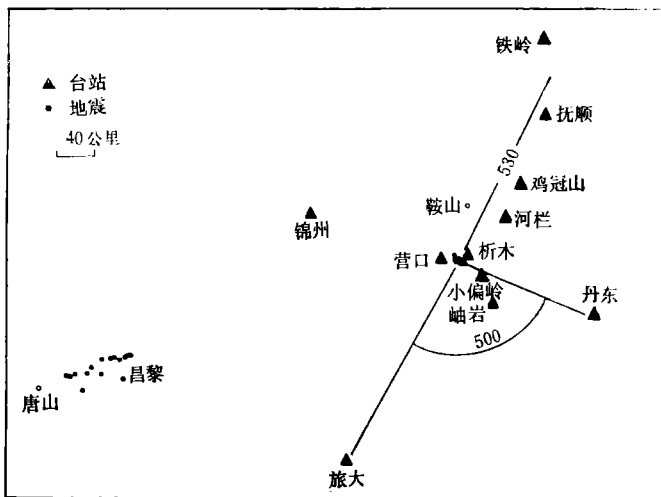 铁岭
台站
地震
40公里
抚顺
530
鸡冠山
鞍山
河栏
锦州
营口
析木
小偏岭
岫岩
丹东
500
昌黎
唐山
旅大